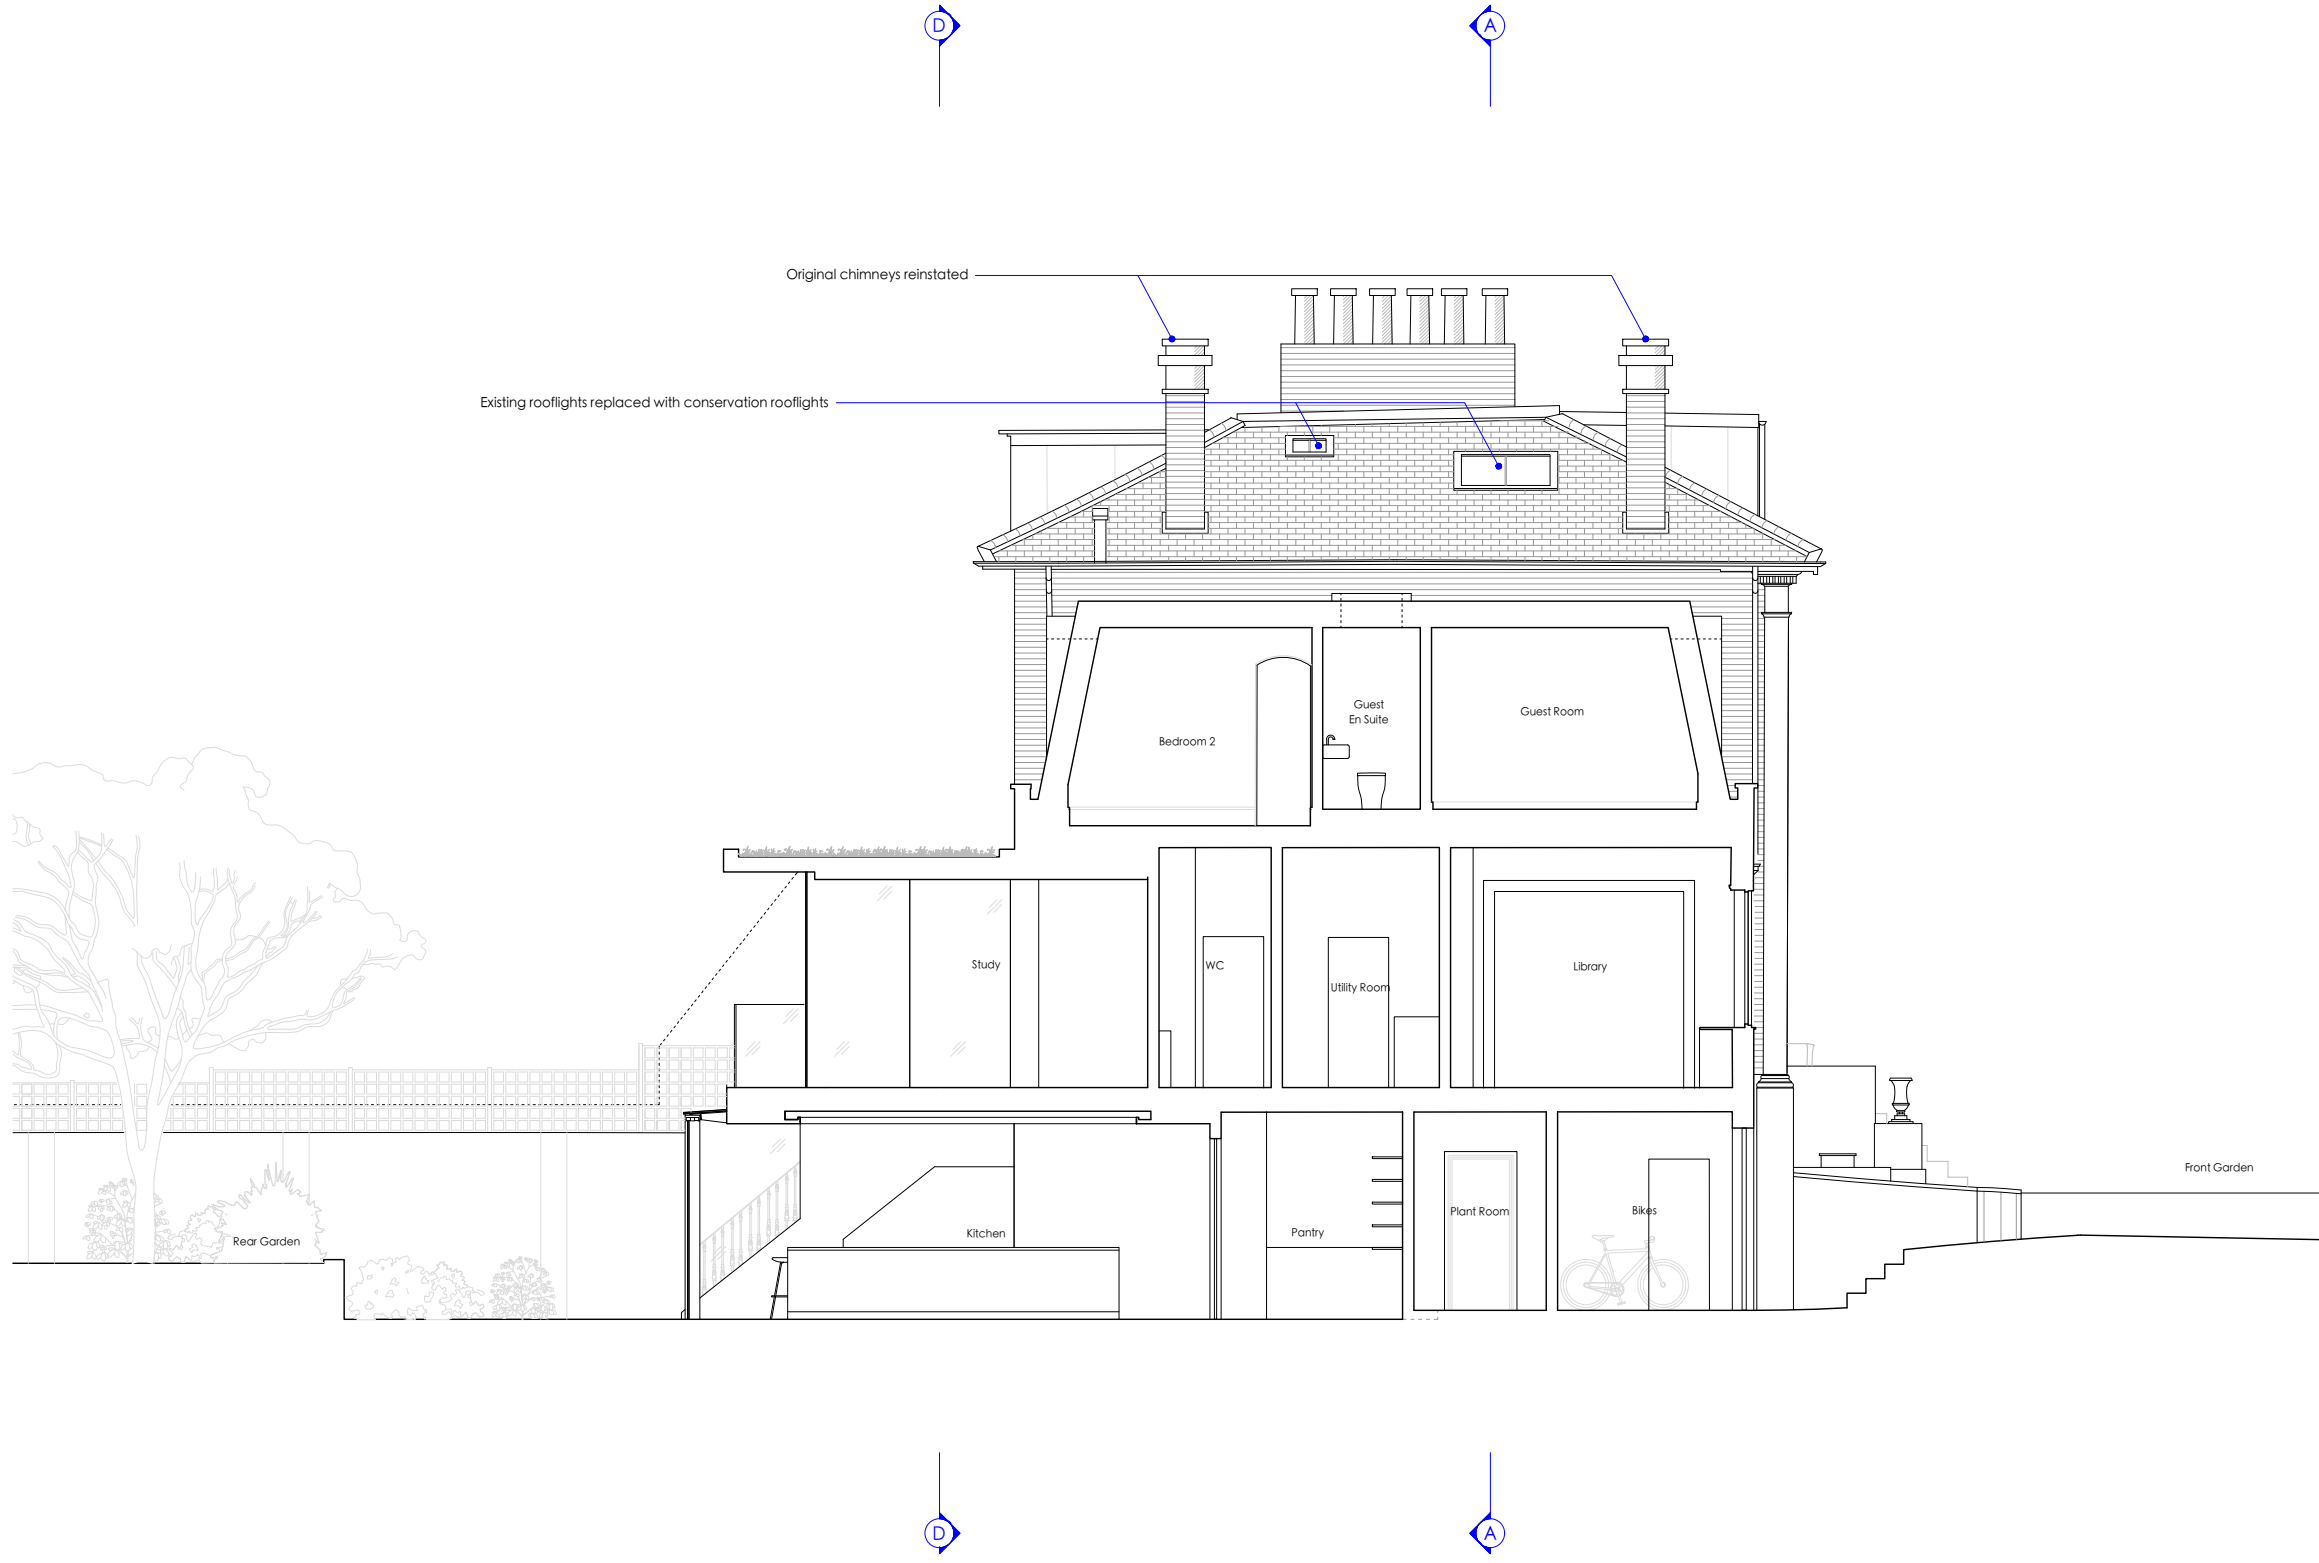 D
A
Original chimneys reinstated
Existing rooflights replaced with conservation rooflights
Guest
En Suite
Guest Room
Bedroom 2
Study
WC
Utility Room
Library
Front Garden
Rear Garden
Kitchen
Pantry
Plant Room
Bikes
D
A